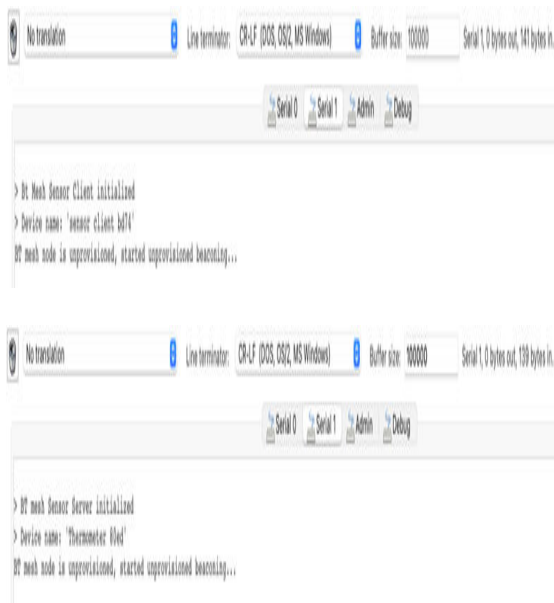 No translation Line terminator: CR-LF (DOS, OS/2, MS Windows) Buffer size: 100000 Serial 1, 0 bytes out, 141 bytes in.
Serial 0 Serial 1 Admin Debug
> Bt Mesh Sensor Client initialized
> Device name: 'sensor client bd74'
BT mesh node is unprovisioned, started unprovisioned beaconing...
No translation Line terminator: CR-LF (DOS, OS/2, MS Windows) Buffer size: 100000 Serial 1, 0 bytes out, 139 bytes in.
Serial 0 Serial 1 Admin Debug
> BT mesh Sensor Server initialized
> Device name: 'Thermometer 80ed'
BT mesh node is unprovisioned, started unprovisioned beaconing...